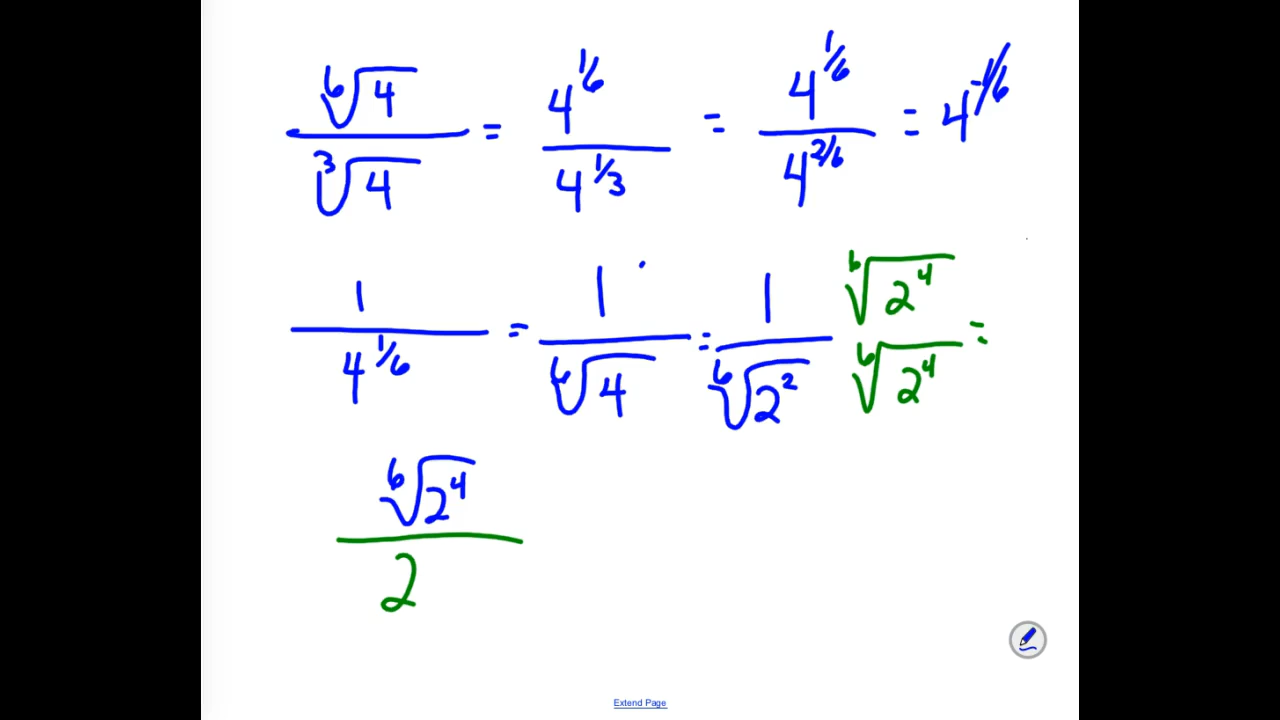 ⁶√4 / ³√4 = 4^1/6 / 4^1/3 = 4^1/6 / 4^2/6 = 4^-1/6
1 / 4^1/6 = 1 / ⁶√4 = 1 / ⁶√2² ⁶√2⁴ / ⁶√2⁴ =
⁶√2⁴ / 2
Extend Page